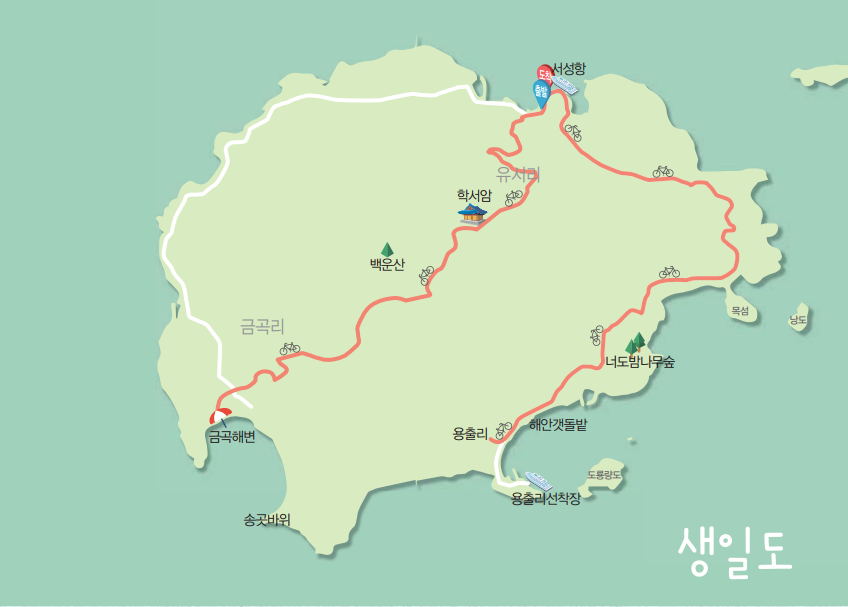 도착
서성항
출발
유서리
학서암
백운산
금곡리
목섬
낭도
너도밤나무숲
금곡해변
용출리
해안갯돌밭
도룡량도
용출리선착장
송곳바위
생일도